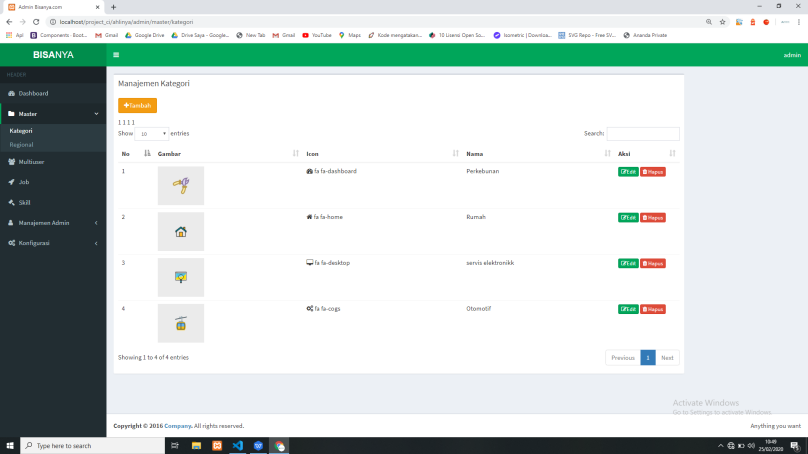 Admin Bisanya.com
localhost/project_ci/ahlinya/admin/master/kategori
Apl Components · Boot... Gmail Google Drive Drive Saya – Google... New Tab Gmail YouTube Maps Kode mengatakan... 10 Lisensi Open So... Isometric | Downloa... SVG Repo - Free SV... Ananda Private
BISANYA admin
HEADER
Dashboard
Master
Kategori
Regional
Multiuser
Job
Skill
Manajemen Admin
Konfigurasi
Manajemen Kategori
+Tambah
1 1 1 1
Show 10 entries Search:
No Gambar Icon Nama Aksi
1 fa fa-dashboard Perkebunan Edit Hapus
2 fa fa-home Rumah Edit Hapus
3 fa fa-desktop servis elektronikk Edit Hapus
4 fa fa-cogs Otomotif Edit Hapus
Showing 1 to 4 of 4 entries Previous 1 Next
Activate Windows
Go to Settings to activate Windows.
Copyright © 2016 Company. All rights reserved. Anything you want
Type here to search
10:49
25/02/2020